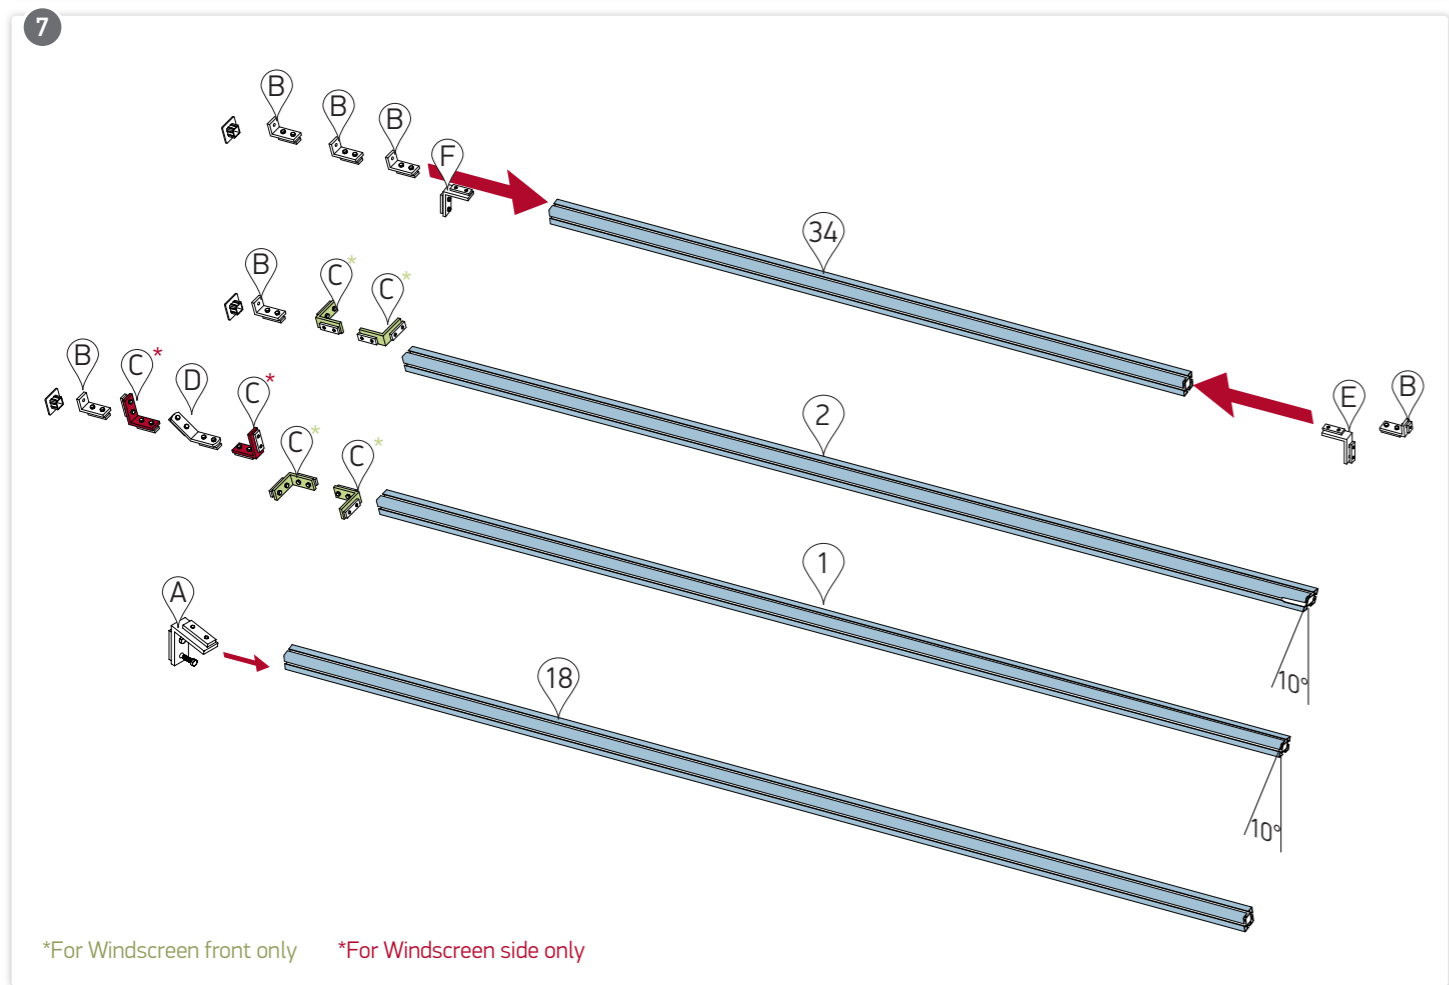 7
B
B
B
F
34
B
C*
C*
B
C*
D
C*
C*
C*
2
E
B
1
A
18
10°
10°
*For Windscreen front only
*For Windscreen side only